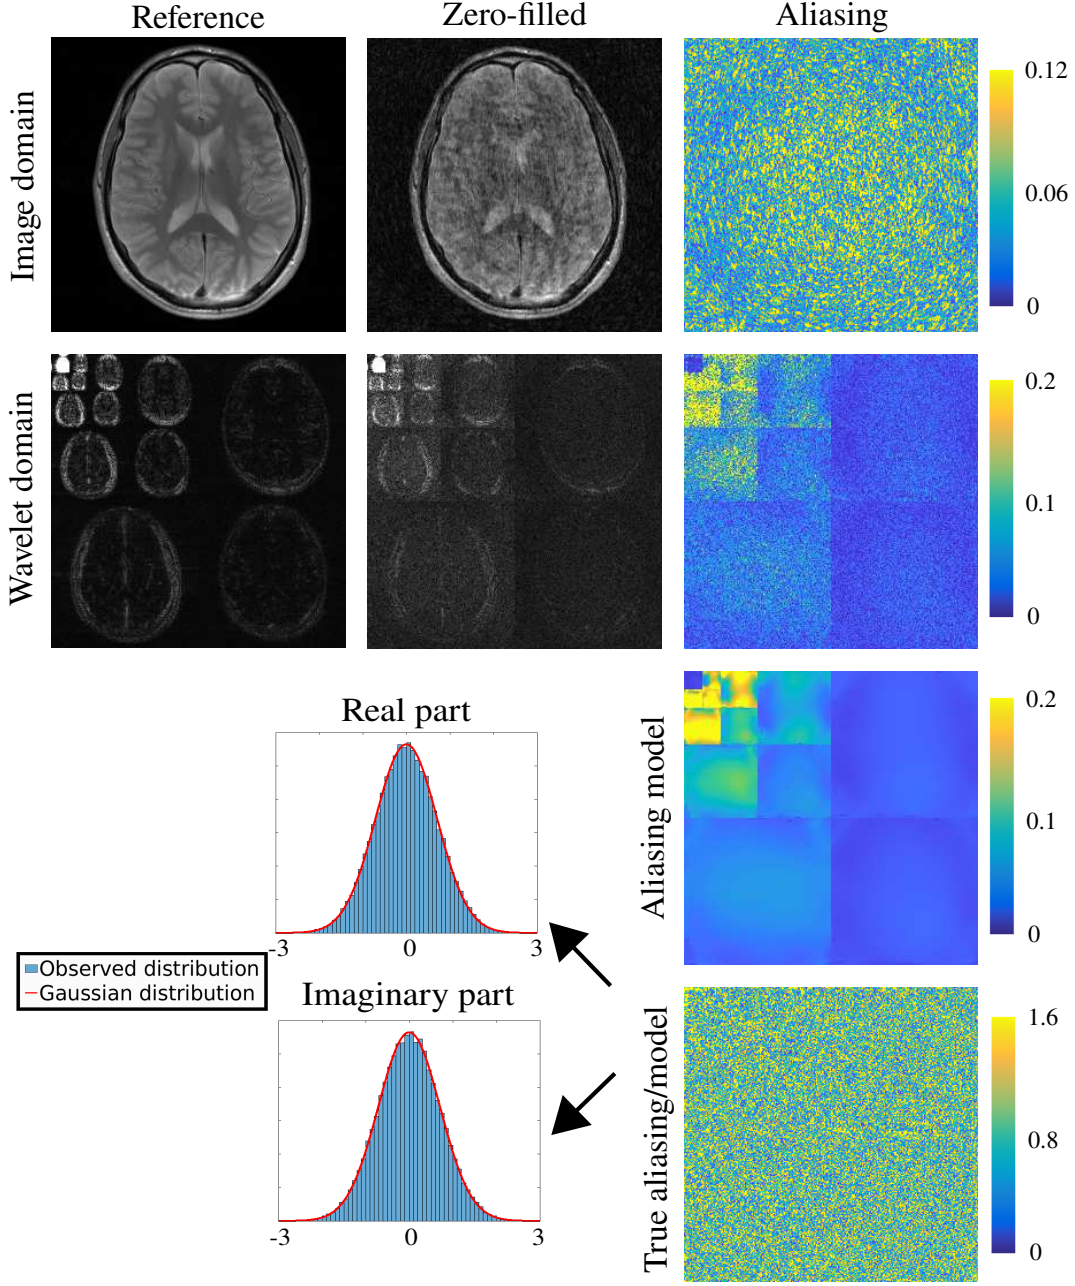 Reference
Zero-filled
Aliasing
Image domain
0.12
0.06
0
Wavelet domain
0.2
0.1
0
Real part
-3
0
3
Aliasing model
0.2
0.1
0
Observed distribution
Gaussian distribution
Imaginary part
-3
0
3
True aliasing/model
1.6
0.8
0